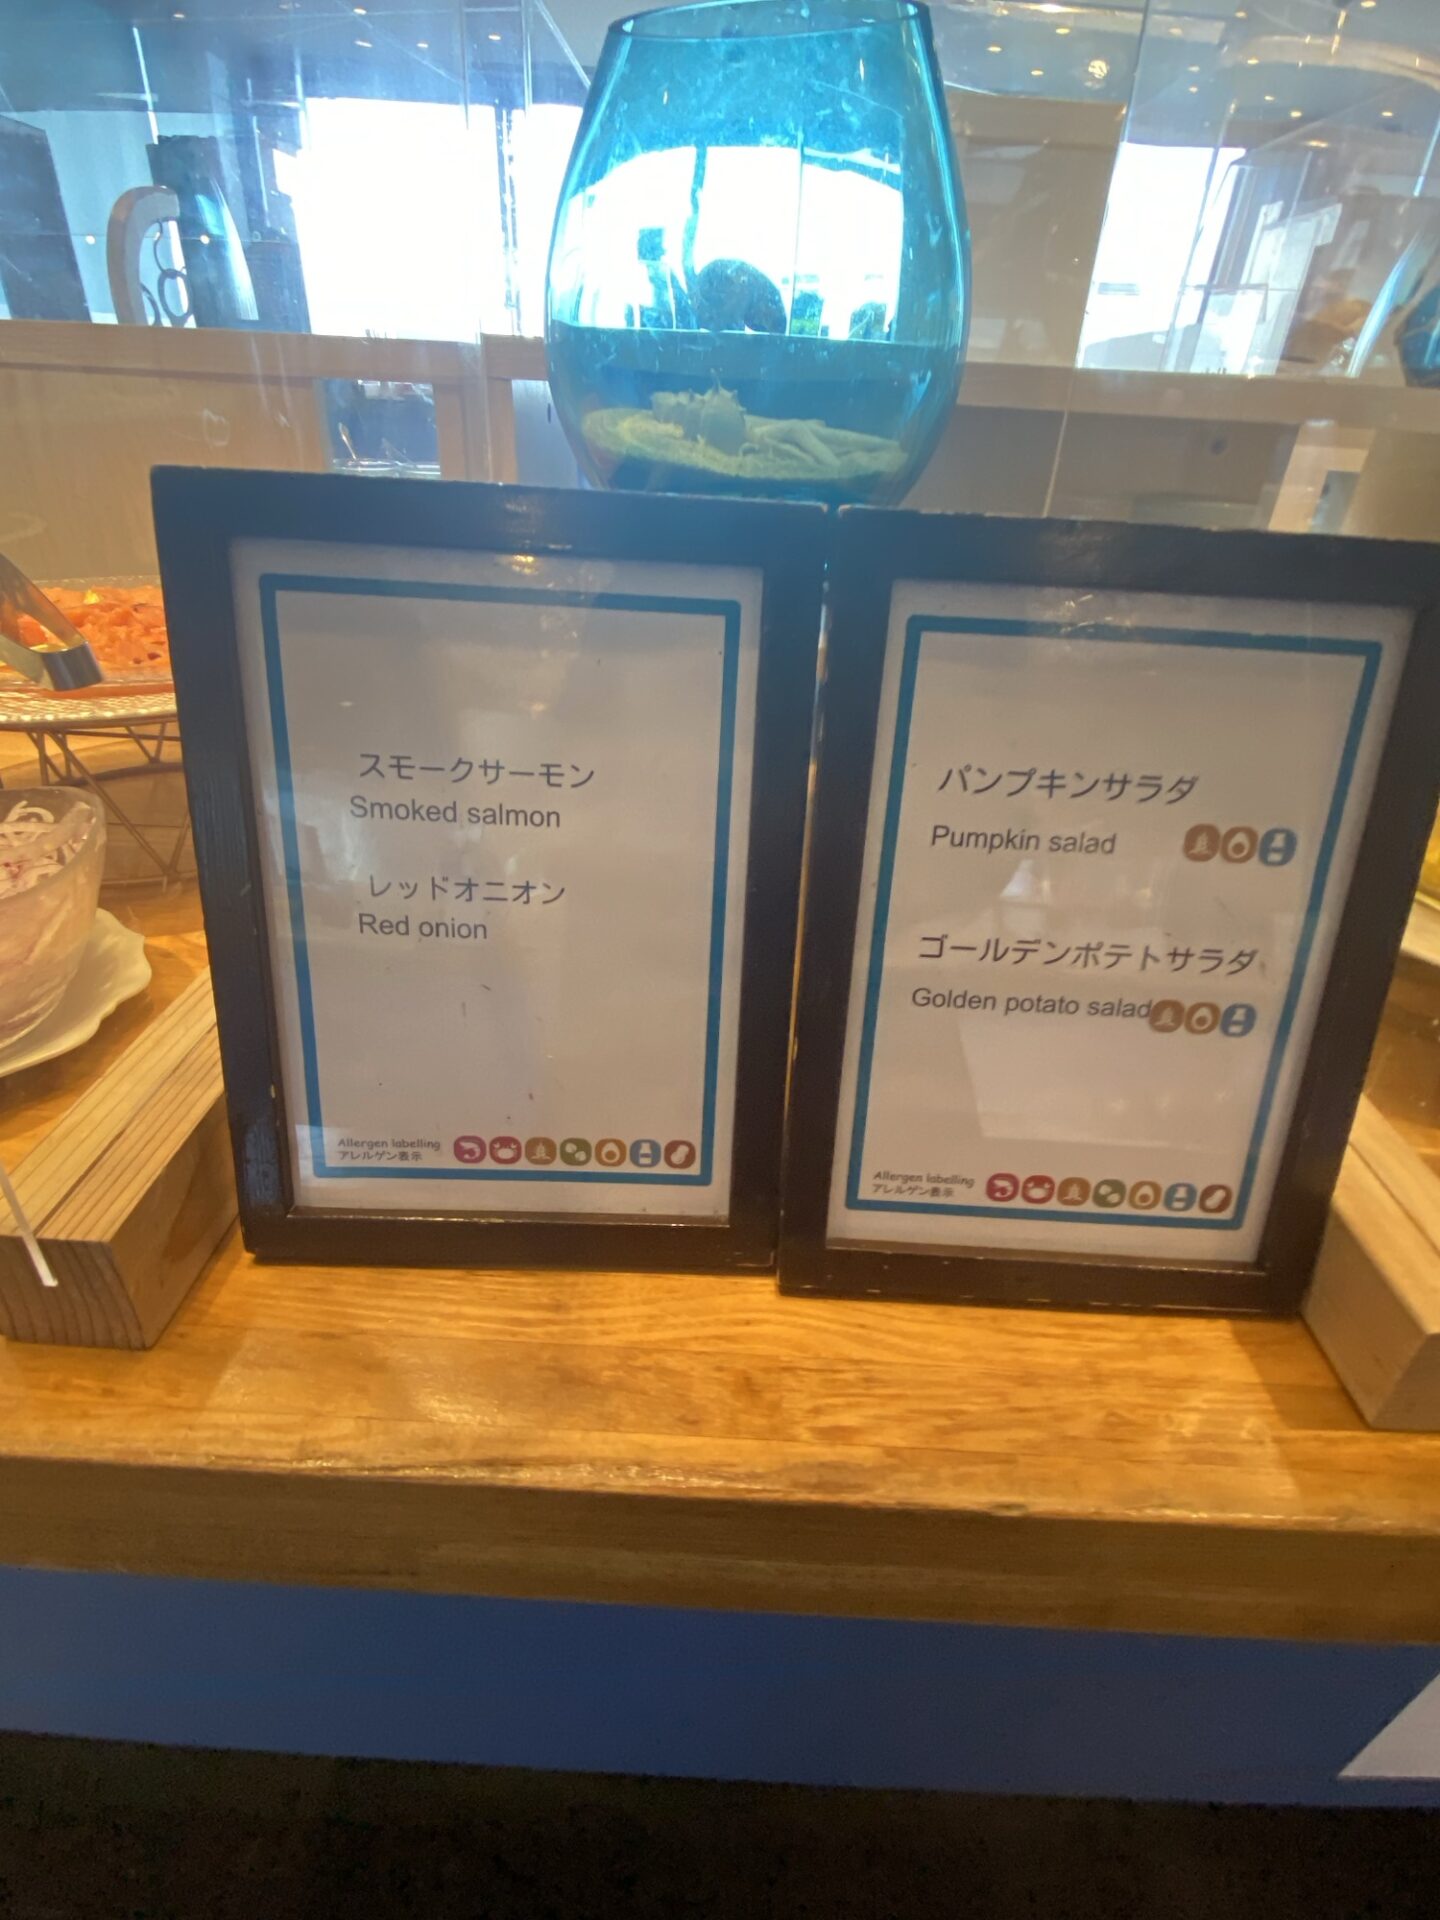 スモークサーモン
Smoked salmon
レッドオニオン
Red onion
Allergen labelling
アレルゲン表示
パンプキンサラダ
Pumpkin salad
ゴールデンポテトサラダ
Golden potato salad
Allergen labelling
アレルゲン表示